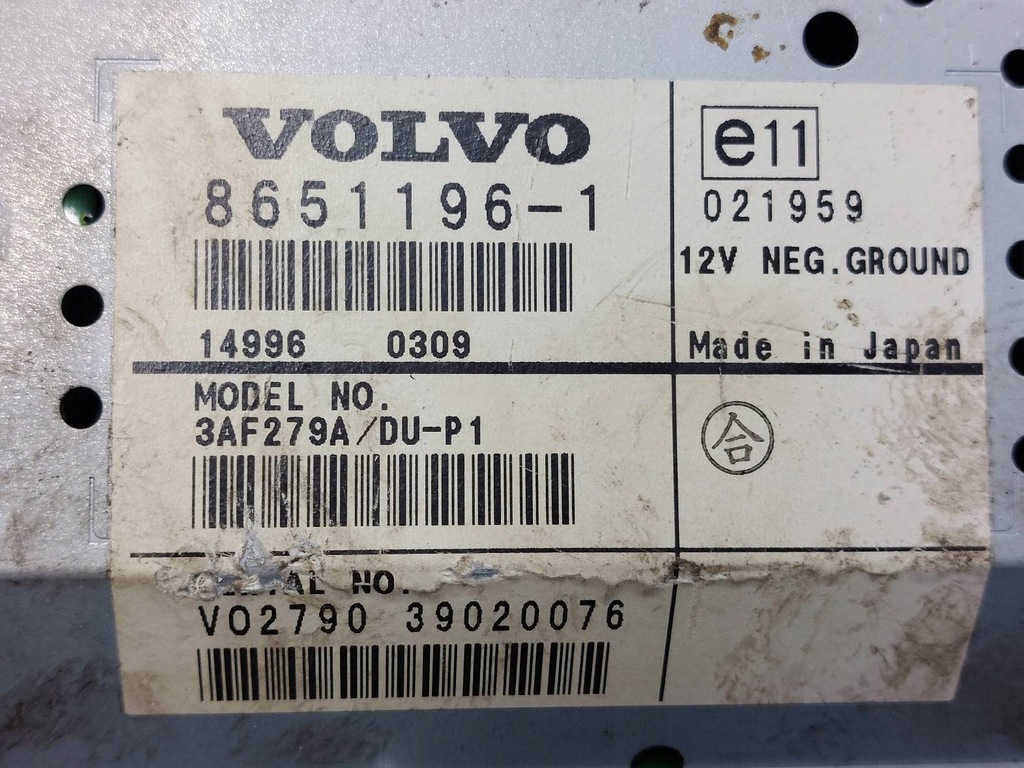 VOLVO
8651196-1
14996 0309
MODEL NO.
3AF279A/DU-P1
NO.
VO2790 39020076
e11
021959
12V NEG.GROUND
Made in Japan
合